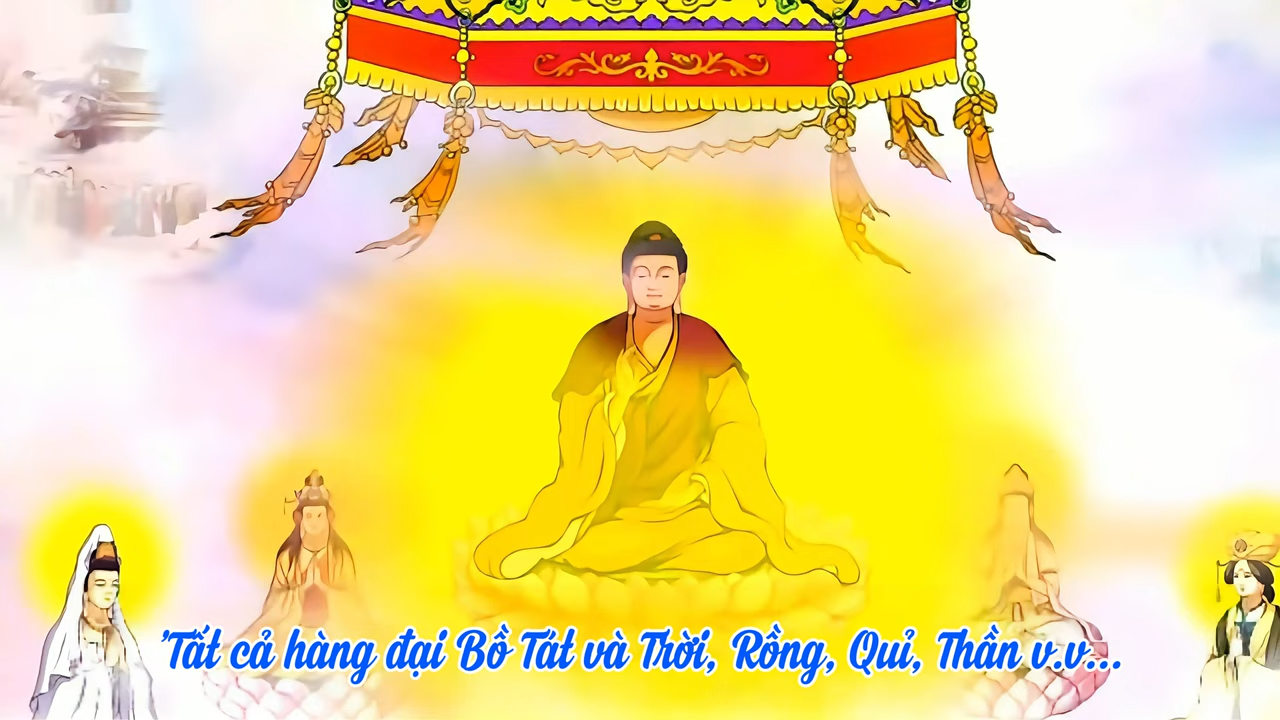 'Tất cả hàng đại Bồ Tát và Trời, Rồng, Quỉ, Thần v.v...